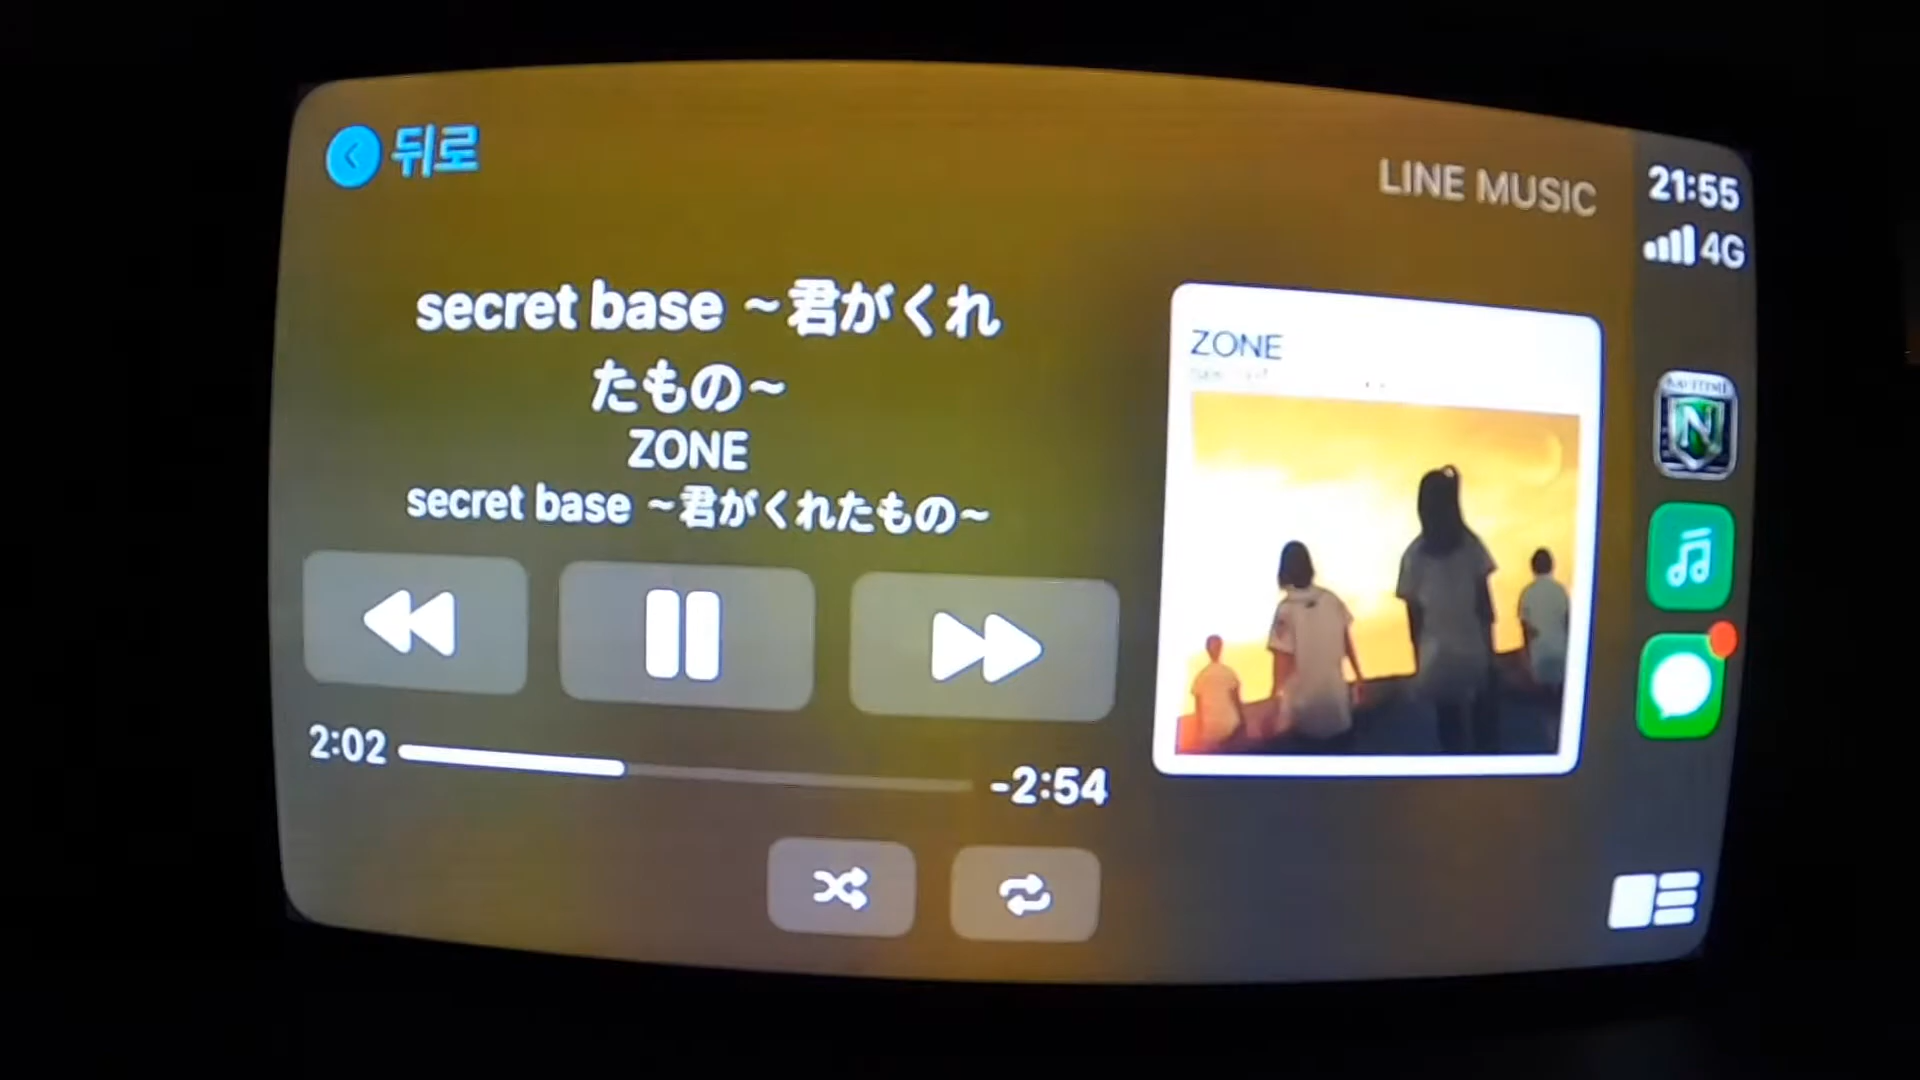 뒤로
LINE MUSIC
21:55
4G
secret base ~君がくれ
たもの~
ZONE
secret base ~君がくれたもの~
2:02
-2:54
ZONE
N